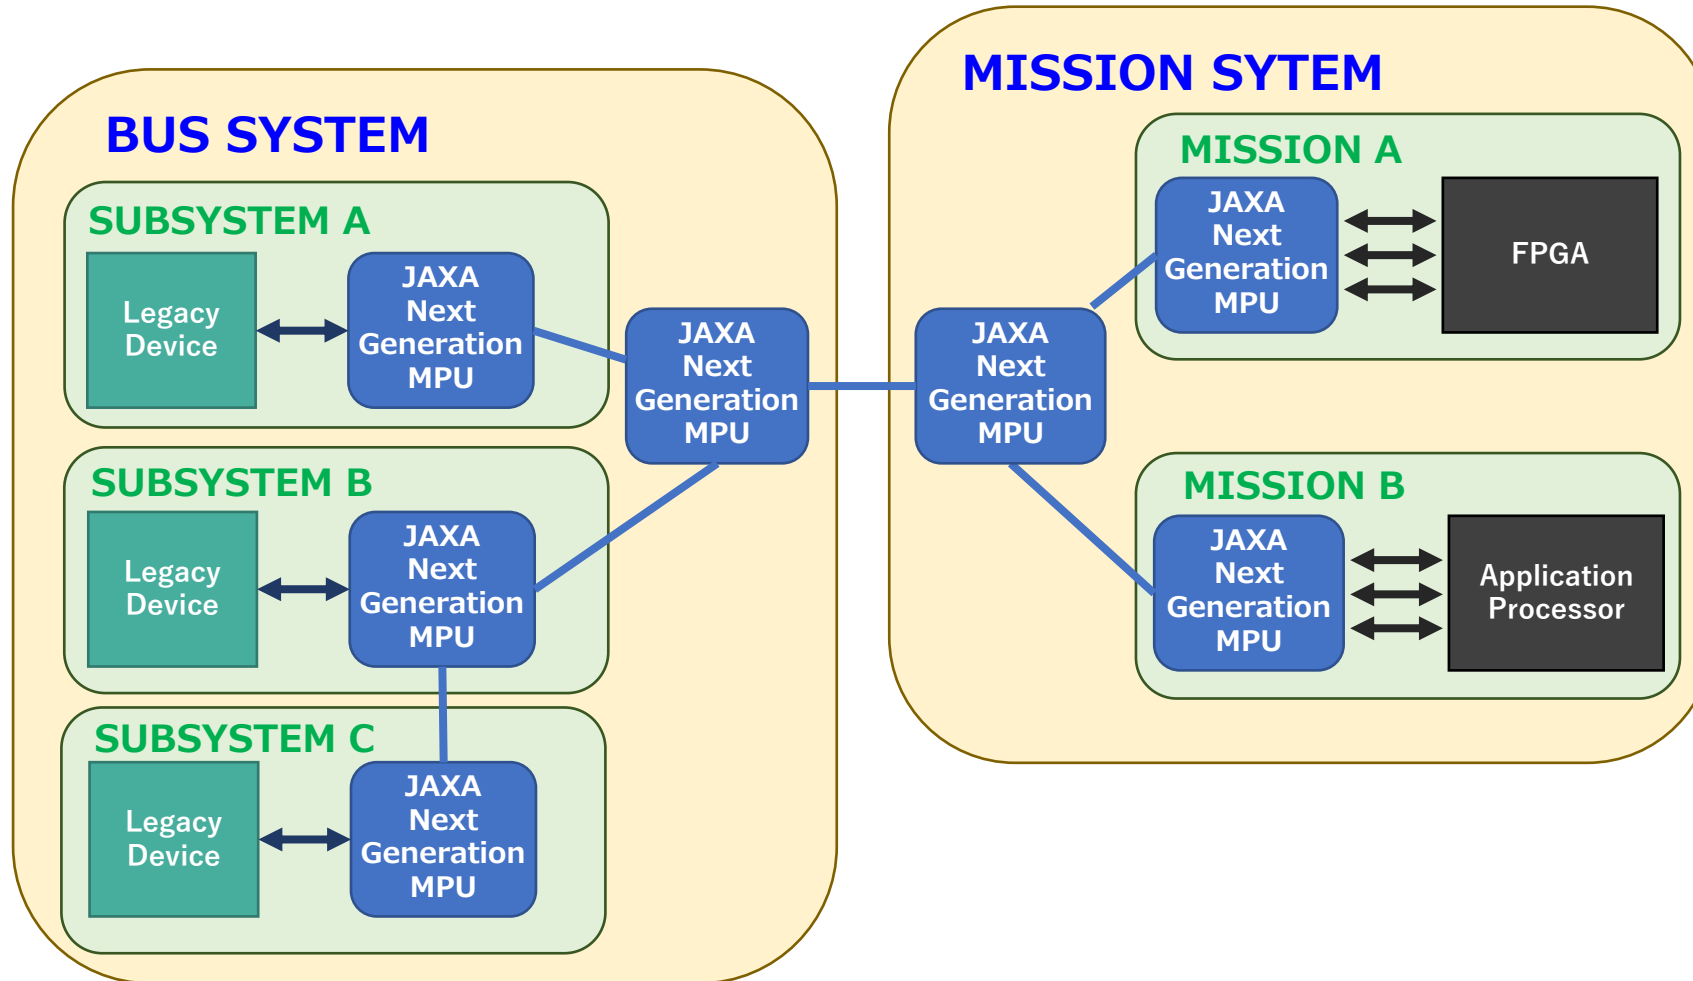 BUS SYSTEM
SUBSYSTEM A
Legacy
Device
JAXA
Next
Generation
MPU
SUBSYSTEM B
Legacy
Device
JAXA
Next
Generation
MPU
SUBSYSTEM C
Legacy
Device
JAXA
Next
Generation
MPU
JAXA
Next
Generation
MPU
MISSION SYTEM
JAXA
Next
Generation
MPU
MISSION A
JAXA
Next
Generation
MPU
FPGA
MISSION B
JAXA
Next
Generation
MPU
Application
Processor